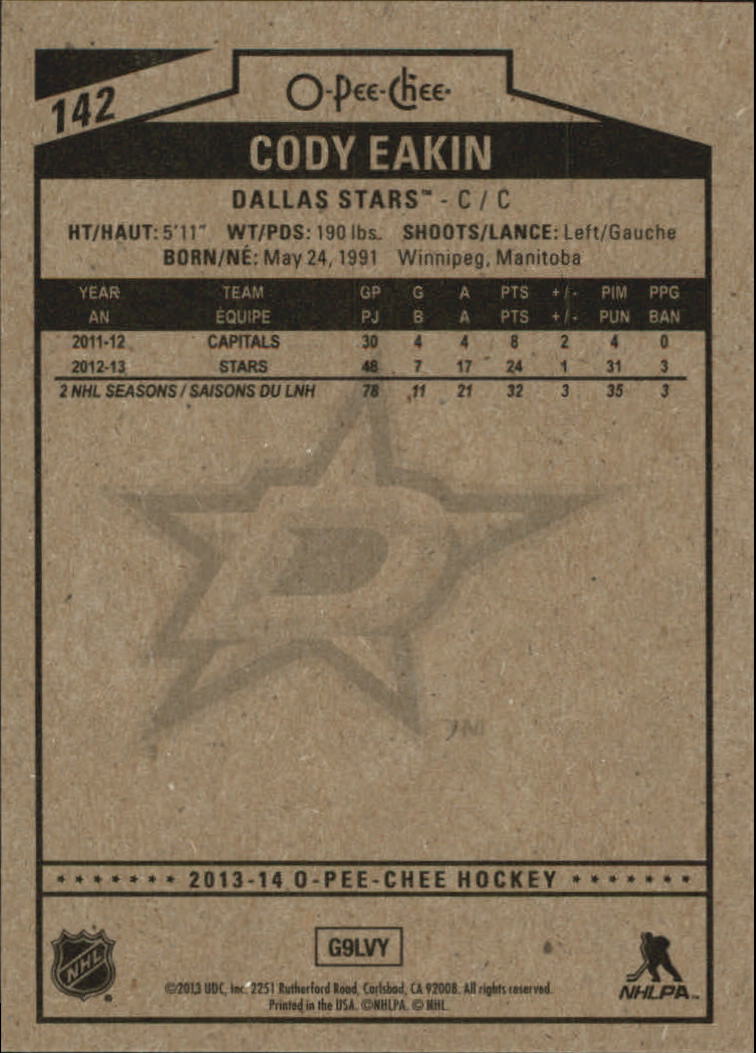 142
O-Pee-Chee
CODY EAKIN
DALLAS STARS™ - C / C
HT/HAUT: 5'11" WT/PDS: 190 lbs. SHOOTS/LANCE: Left/Gauche
BORN/NÉ: May 24, 1991 Winnipeg, Manitoba
YEAR TEAM GP G A PTS +/- PIM PPG
AN ÉQUIPE PJ B A PTS +/- PUN BAN
2011-12 CAPITALS 30 4 4 8 2 4 0
2012-13 STARS 48 7 17 24 1 31 3
2 NHL SEASONS / SAISONS DU LNH 78 11 21 32 3 35 3
D
* * * * * * * 2013-14 O-PEE-CHEE HOCKEY * * * * * * *
G9LVY
NHL
NHLPA™
©2013 UDC, Inc. 2251 Rutherford Road, Carlsbad, CA 92008. All rights reserved.
Printed in the USA. ©NHLPA. © NHL.